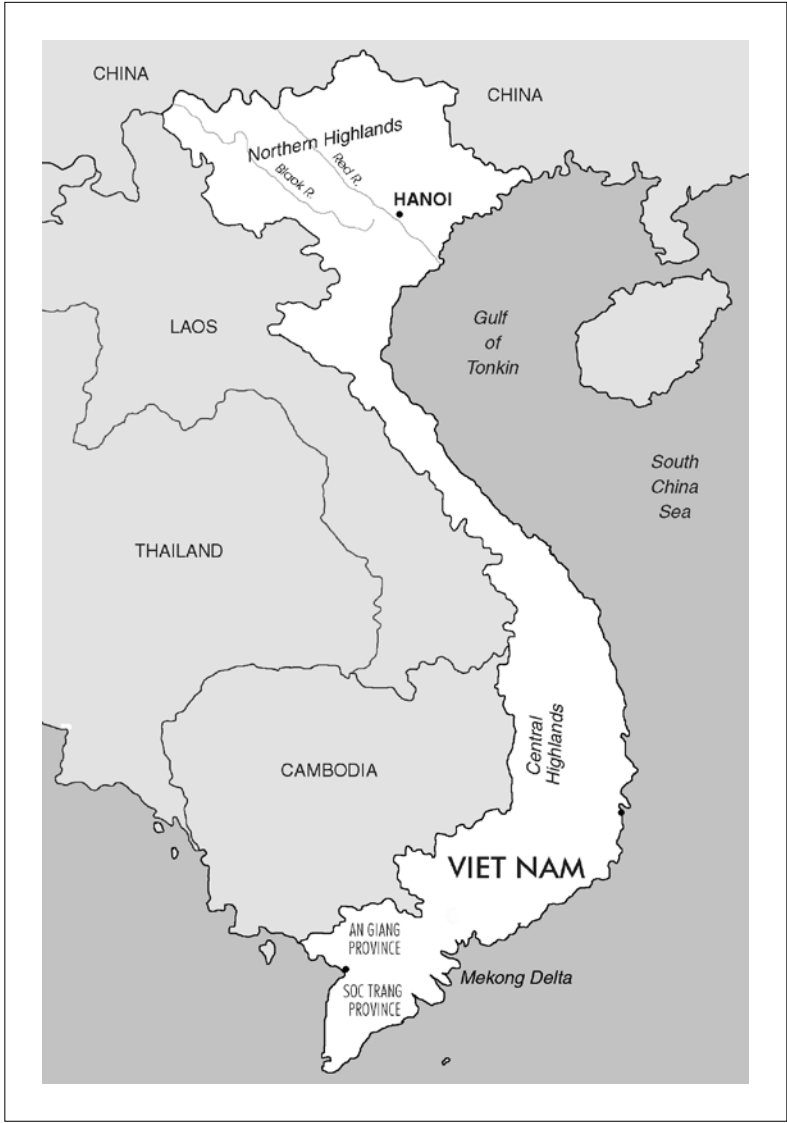 CHINA
CHINA
Northern Highlands
Red R.
Black R.
HANOI
LAOS
Gulf
of
Tonkin
South
China
Sea
THAILAND
Central
Highlands
CAMBODIA
VIET NAM
AN GIANG
PROVINCE
Mekong Delta
SOC TRANG
PROVINCE